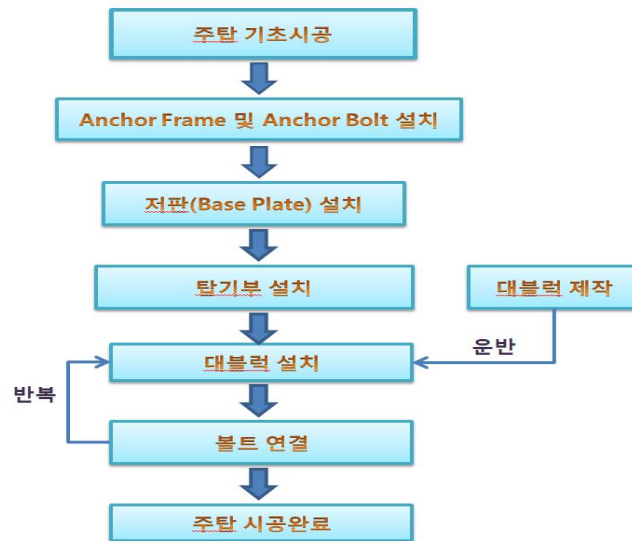 주탑 기초시공
Anchor Frame 및 Anchor Bolt 설치
저판(Base Plate) 설치
탑기부 설치
대블럭 제작
운반
대블럭 설치
반복
볼트 연결
주탑 시공완료